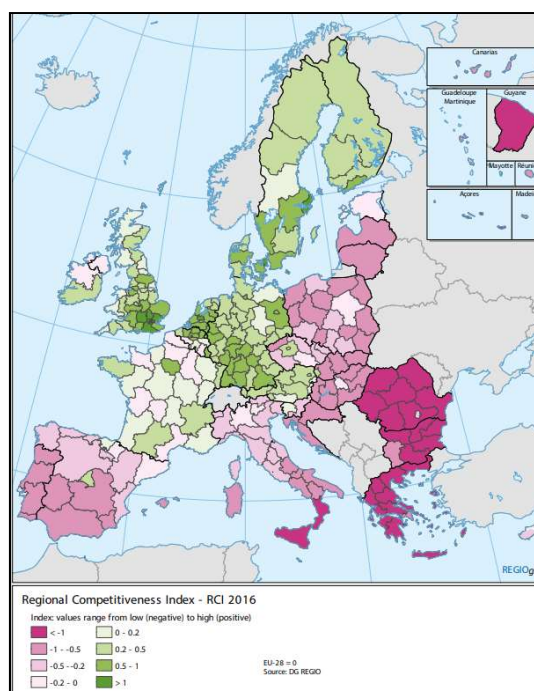 Canarias
Guadeloupe
Martinique
Guyane
Mayotte
Réunion
Açores
Madeira
REGIOg
Regional Competitiveness Index - RCI 2016
Index: values range from low (negative) to high (positive)
< -1
-1 - -0.5
-0.5 - -0.2
-0.2 - 0
0 - 0.2
0.2 - 0.5
0.5 - 1
> 1
EU-28 = 0
Source: DG REGIO